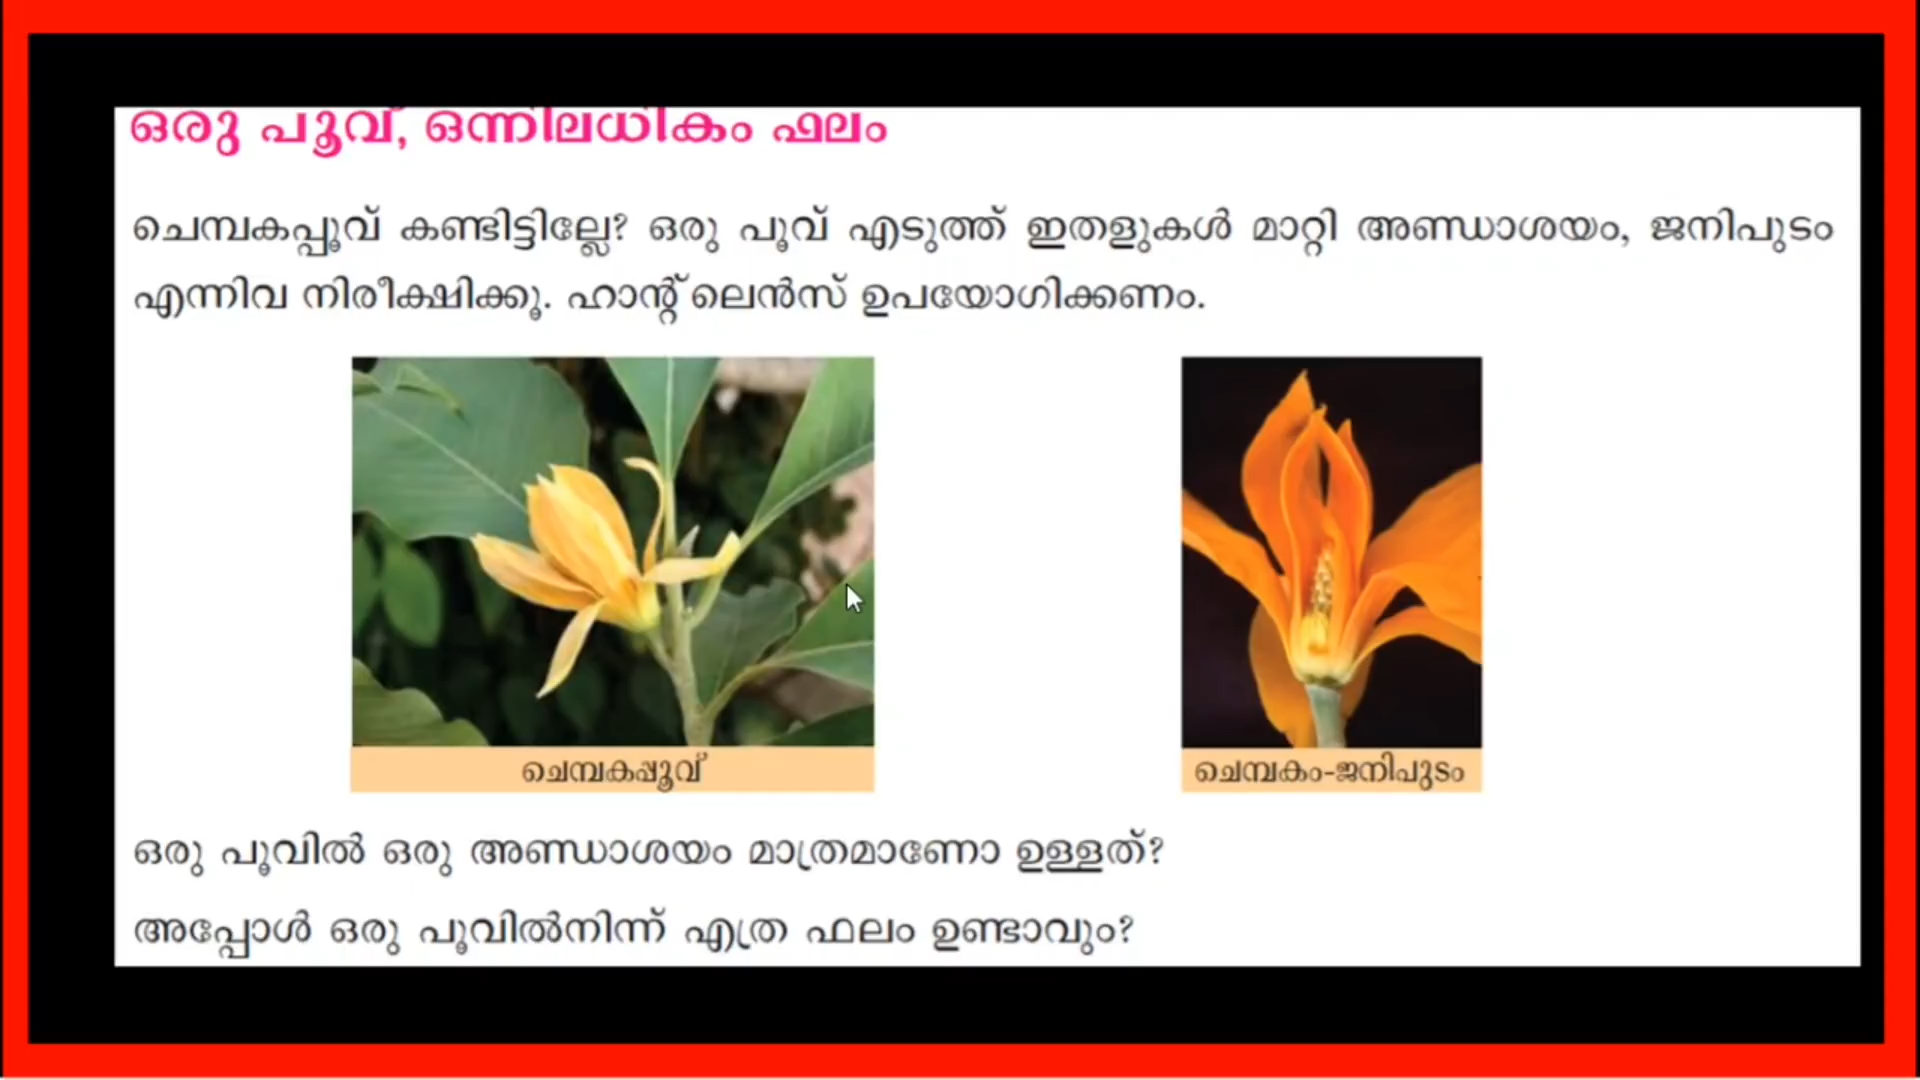 ഒരു പൂവ്, ഒന്നിലധികം ഫലം
ചെമ്പകപ്പൂവ് കണ്ടിട്ടില്ലേ? ഒരു പൂവ് എടുത്ത് ഇതളുകൾ മാറ്റി അണ്ഡാശയം, ജനിപുടം
എന്നിവ നിരീക്ഷിക്കൂ. ഹാന്റ് ലെൻസ് ഉപയോഗിക്കണം.
ചെമ്പകപ്പൂവ്
ചെമ്പകം-ജനിപുടം
ഒരു പൂവിൽ ഒരു അണ്ഡാശയം മാത്രമാണോ ഉള്ളത്?
അപ്പോൾ ഒരു പൂവിൽനിന്ന് എത്ര ഫലം ഉണ്ടാവും?